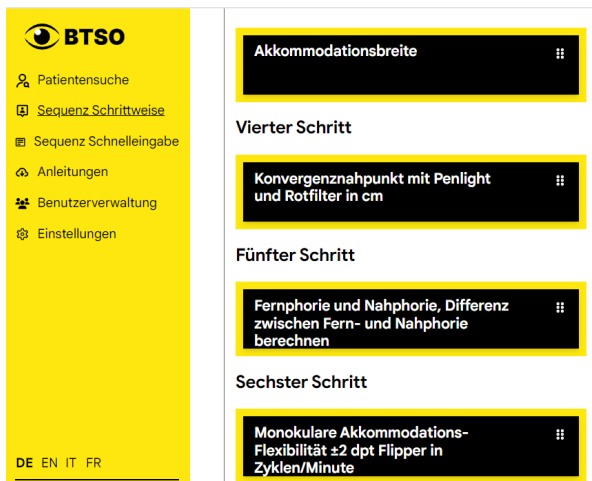 BTSO
Patientensuche
Sequenz Schrittweise
Sequenz Schnelleingabe
Anleitungen
Benutzerverwaltung
Einstellungen
DE EN IT FR
Akkommodationsbreite
Vierter Schritt
Konvergenznahpunkt mit Penlight
und Rotfilter in cm
Fünfter Schritt
Fernphorie und Nahphorie, Differenz
zwischen Fern- und Nahphorie
berechnen
Sechster Schritt
Monokulare Akkommodations-
Flexibilität ±2 dpt Flipper in
Zyklen/Minute